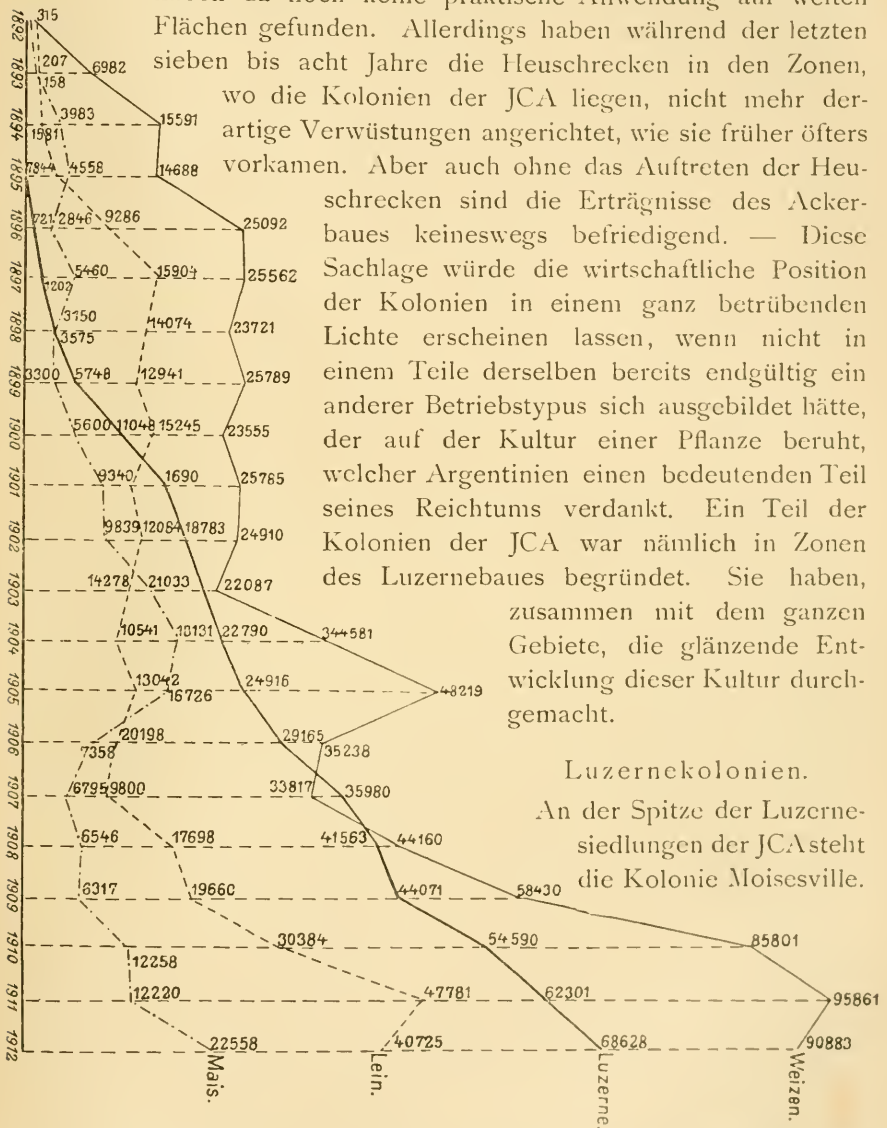 Flächen gefunden. Allerdings haben während der letzten
sieben bis acht Jahre die Heuschrecken in den Zonen,
wo die Kolonien der JCA liegen, nicht mehr der-
artige Verwüstungen angerichtet, wie sie früher öfters
vorkamen. Aber auch ohne das Auftreten der Heu-
schrecken sind die Erträgnisse des Acker-
baues keineswegs befriedigend. — Diese
Sachlage würde die wirtschaftliche Position
der Kolonien in einem ganz betrübenden
Lichte erscheinen lassen, wenn nicht in
einem Teile derselben bereits endgültig ein
anderer Betriebstypus sich ausgebildet hätte,
der auf der Kultur einer Pflanze beruht,
welcher Argentinien einen bedeutenden Teil
seines Reichtums verdankt. Ein Teil der
Kolonien der JCA war nämlich in Zonen
des Luzernebaues begründet. Sie haben,
zusammen mit dem ganzen
Gebiete, die glänzende Ent-
wicklung dieser Kultur durch-
gemacht.
Luzernekolonien.
An der Spitze der Luzerne-
siedlungen der JCA steht
die Kolonie Moisesville.
1892 315
1893 207 158 6982
1894 3983 1581 15591
1895 7844 4558 14688
1896 721 2846 9286 25092
1897 1202 5460 15904 25562
1898 3150 3575 14074 23721
1899 3300 5748 12941 25789
1900 5600 11048 15245 23555
1901 9340 1690 25785
1902 9839 12084 18783 24910
1903 14278 21033 22087
1904 10541 18131 22790 344581
1905 13042 16726 24916 48219
1906 7358 20198 29165 35238
1907 6795 9800 33817 35980
1908 6546 17698 41563 44160
1909 6317 19660 44071 58430
1910 12258 30384 54590 85801
1911 12220 47781 62301 95861
1912 22558 40725 68628 90883
Mais. Lein. Luzerne. Weizen.